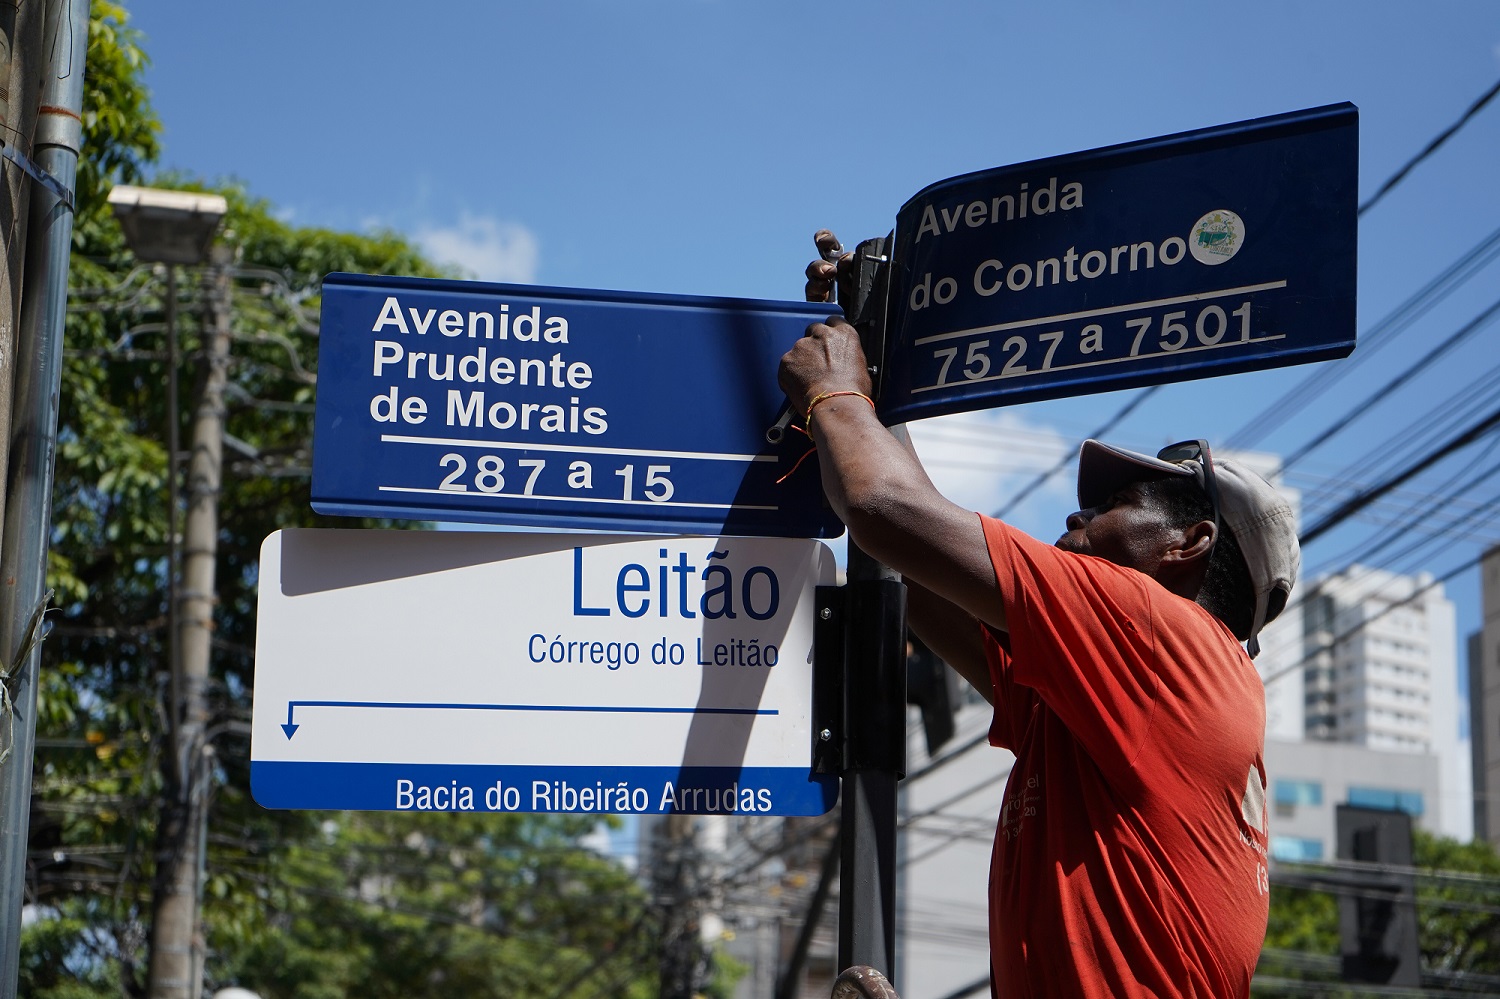 Avenida
Prudente
de Morais
287 a 15
Avenida
do Contorno
7527 a 7501
Leitão
Córrego do Leitão
Bacia do Ribeirão Arrudas